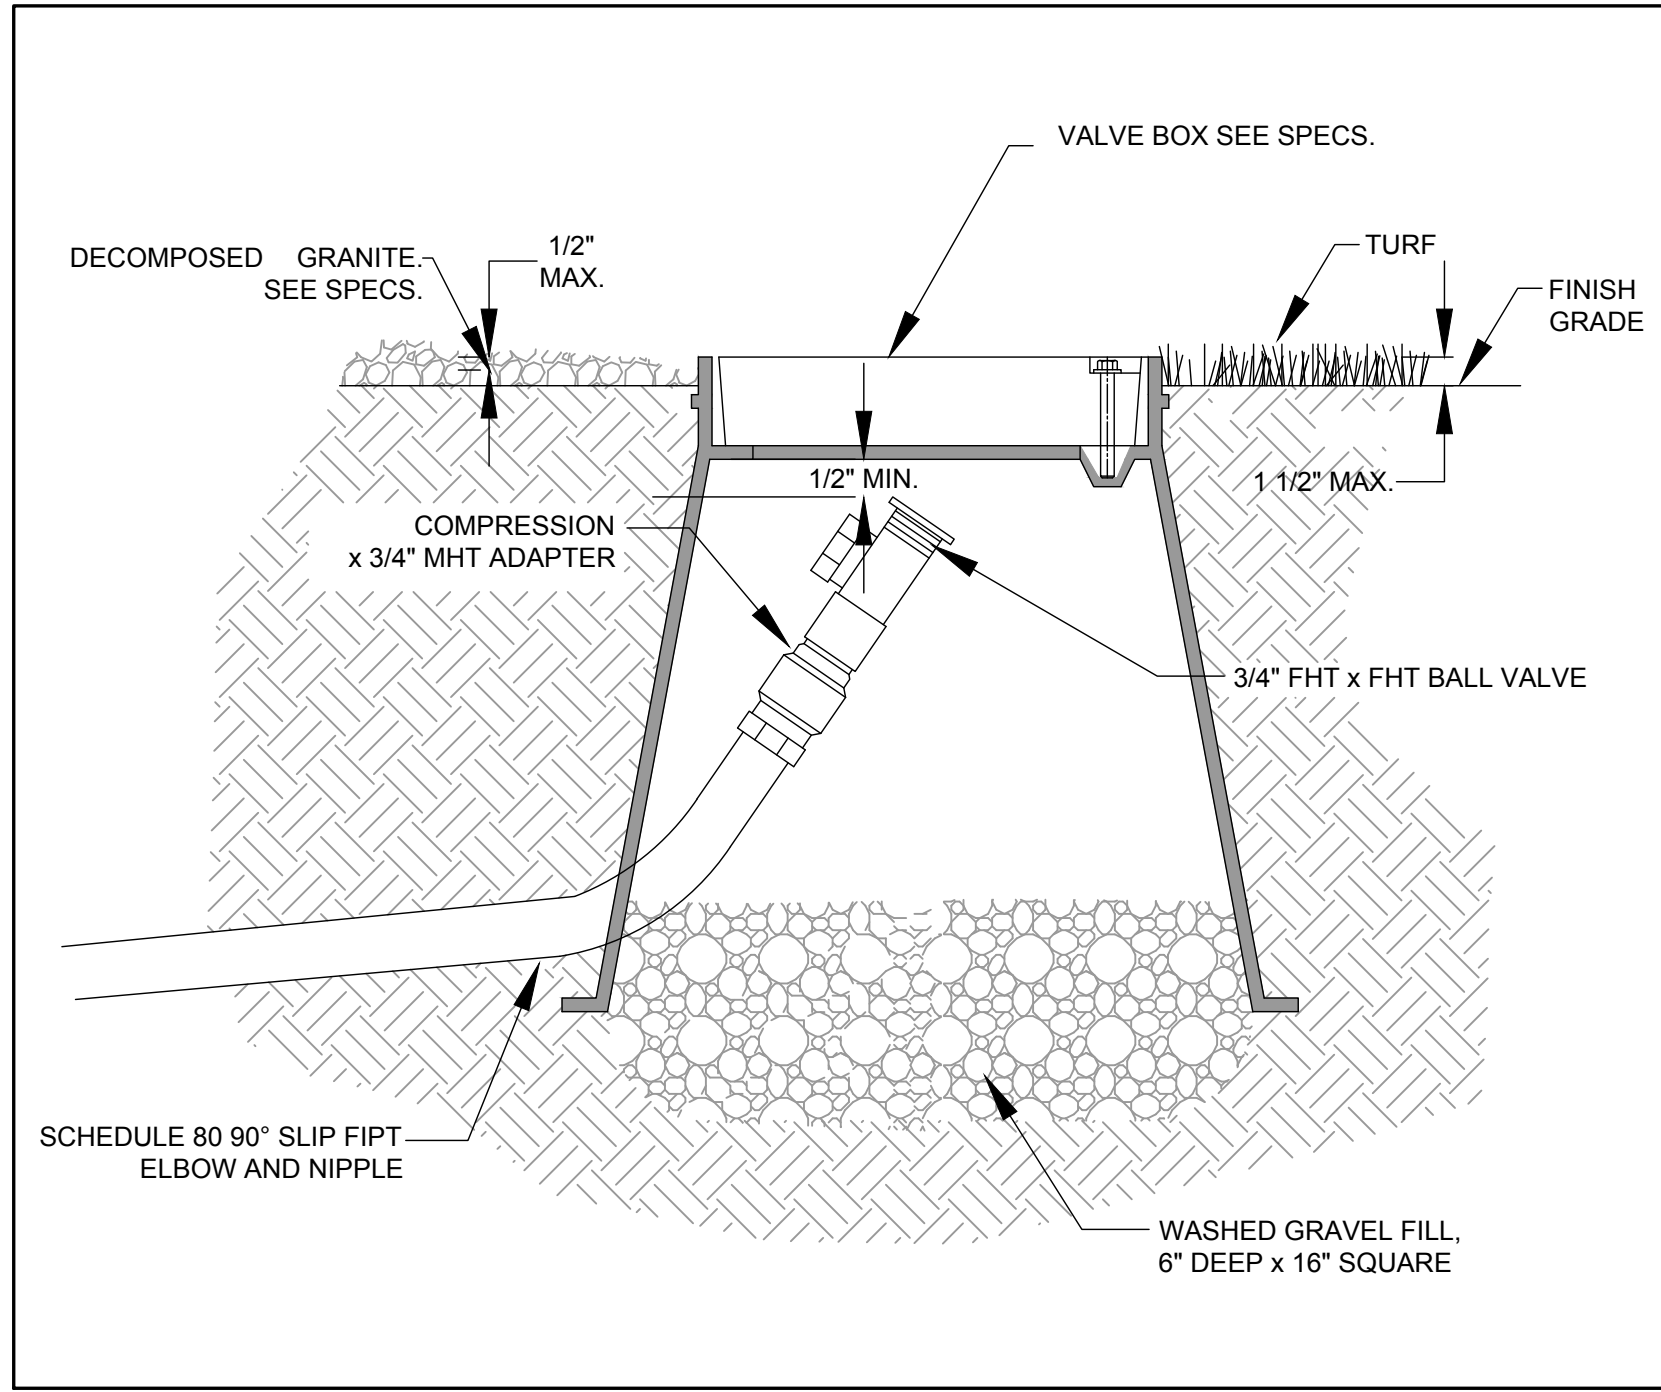 VALVE BOX SEE SPECS.
DECOMPOSED GRANITE.
SEE SPECS.
1/2"
MAX.
TURF
FINISH
GRADE
1/2" MIN.
1 1/2" MAX.
COMPRESSION
x 3/4" MHT ADAPTER
3/4" FHT x FHT BALL VALVE
SCHEDULE 80 90° SLIP FIPT
ELBOW AND NIPPLE
WASHED GRAVEL FILL,
6" DEEP x 16" SQUARE